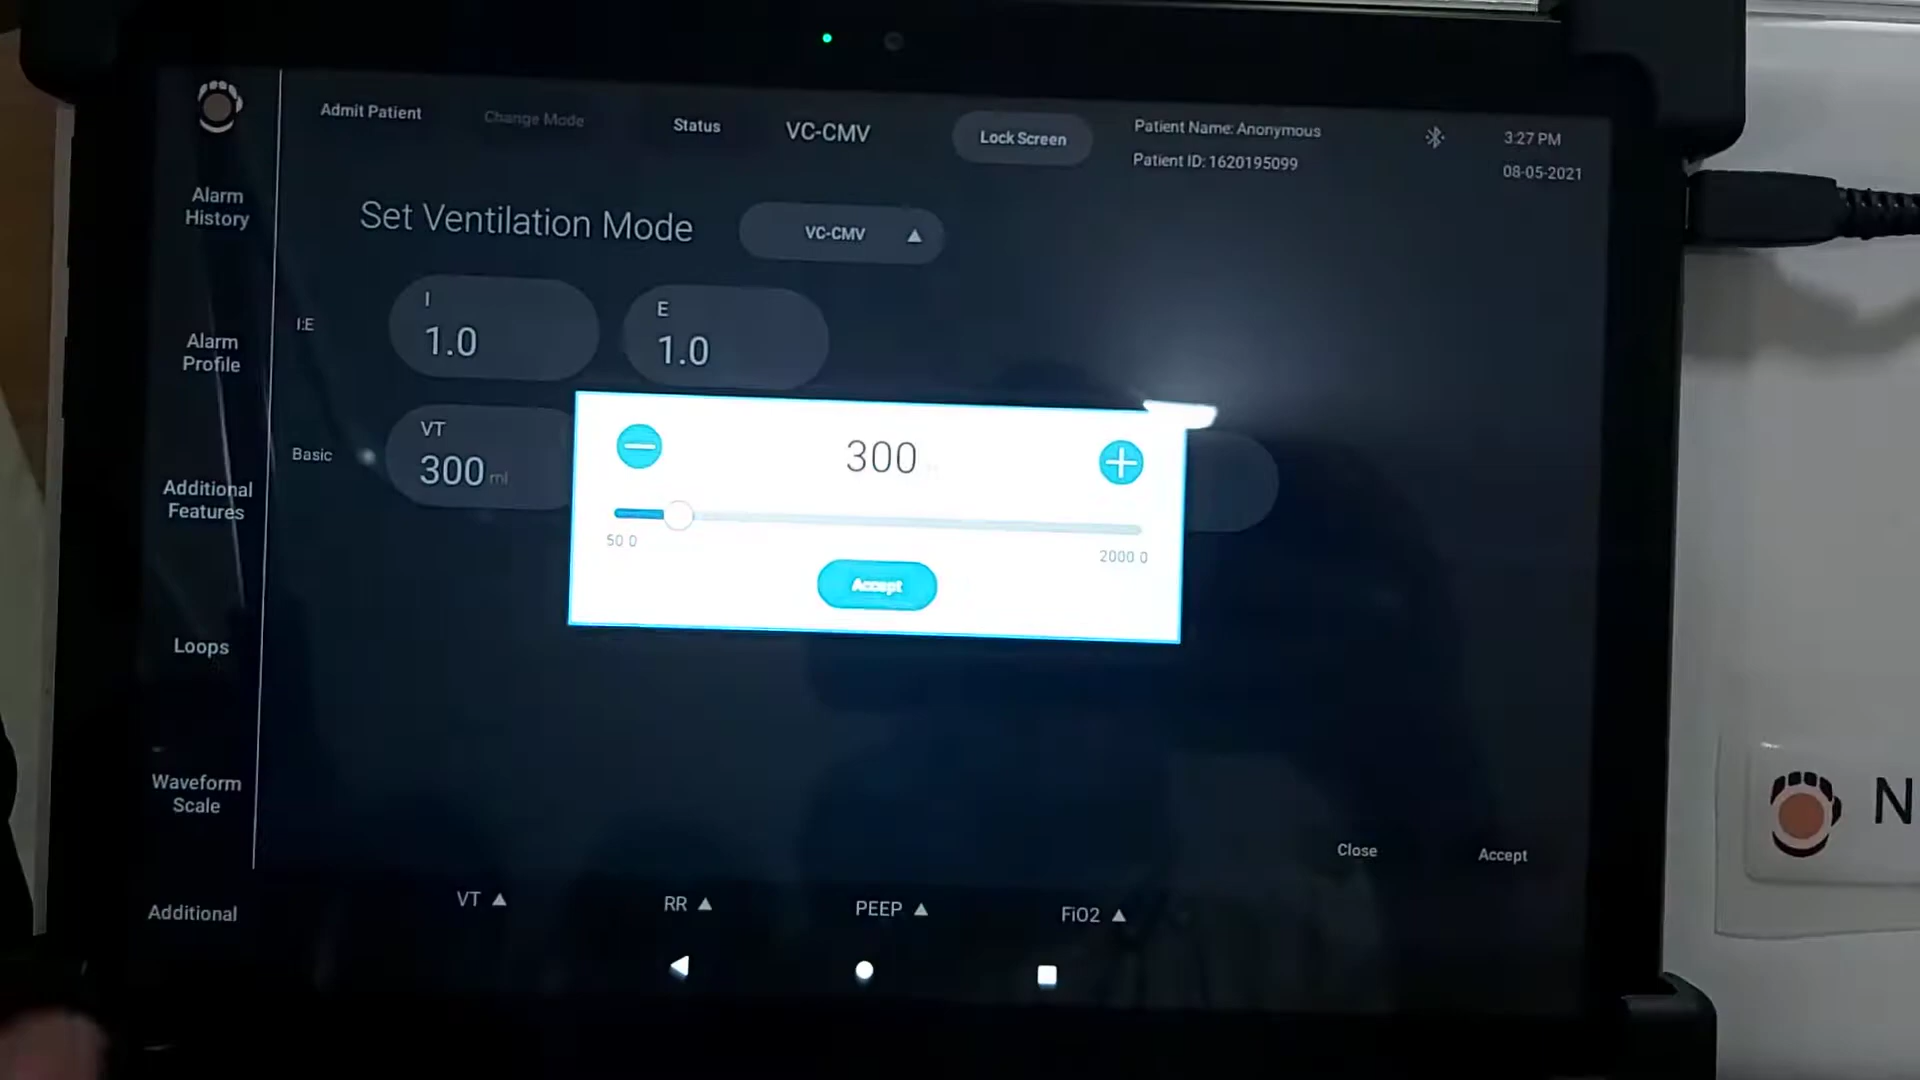 Admit Patient
Change Mode
Status
VC-CMV
Lock Screen
Patient Name: Anonymous
Patient ID: 1620195099
3:27 PM
08-05-2021
Alarm
History
Alarm
Profile
Additional
Features
Loops
Waveform
Scale
Additional
Set Ventilation Mode
VC-CMV
I:E
I
1.0
E
1.0
Basic
VT
300 ml
300
50 0
2000 0
Accept
Close
Accept
VT
RR
PEEP
FiO2
N